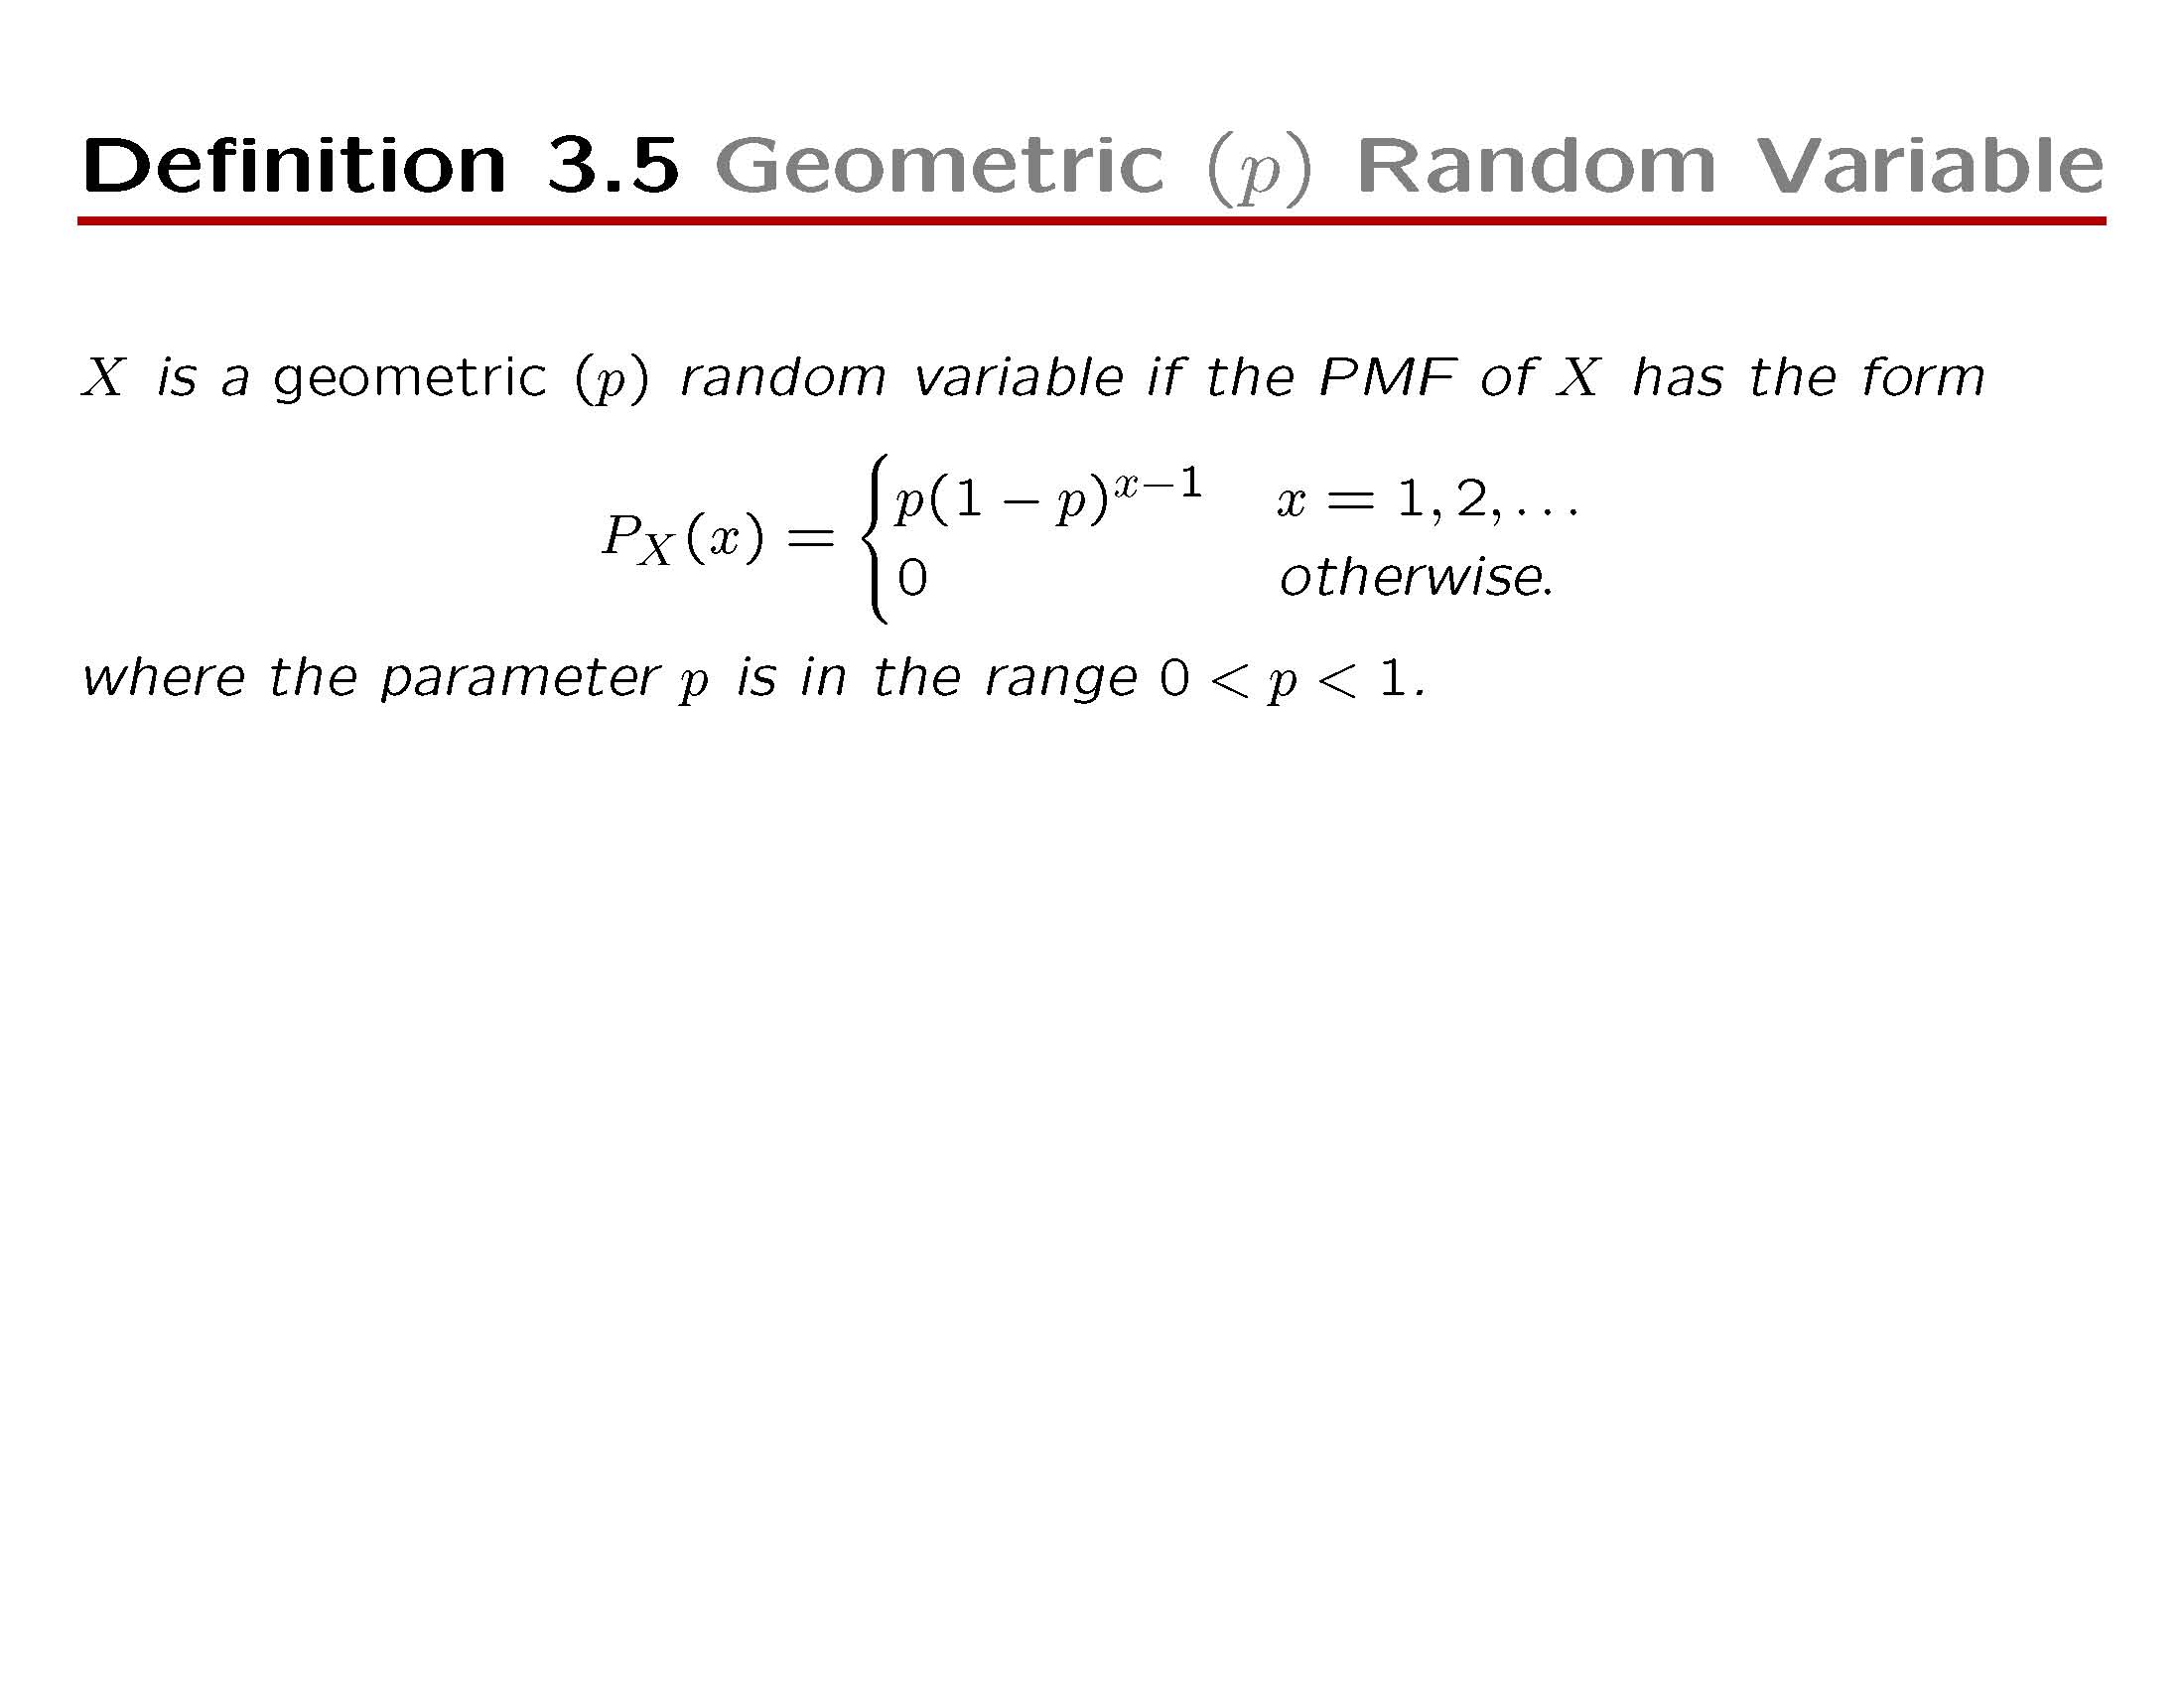 Definition 3.5 Geometric (p) Random Variable
X is a geometric (p) random variable if the PMF of X has the form
P_X(x) = { p(1 − p)^{x−1} x = 1, 2, . . .
0 otherwise.
where the parameter p is in the range 0 < p < 1.